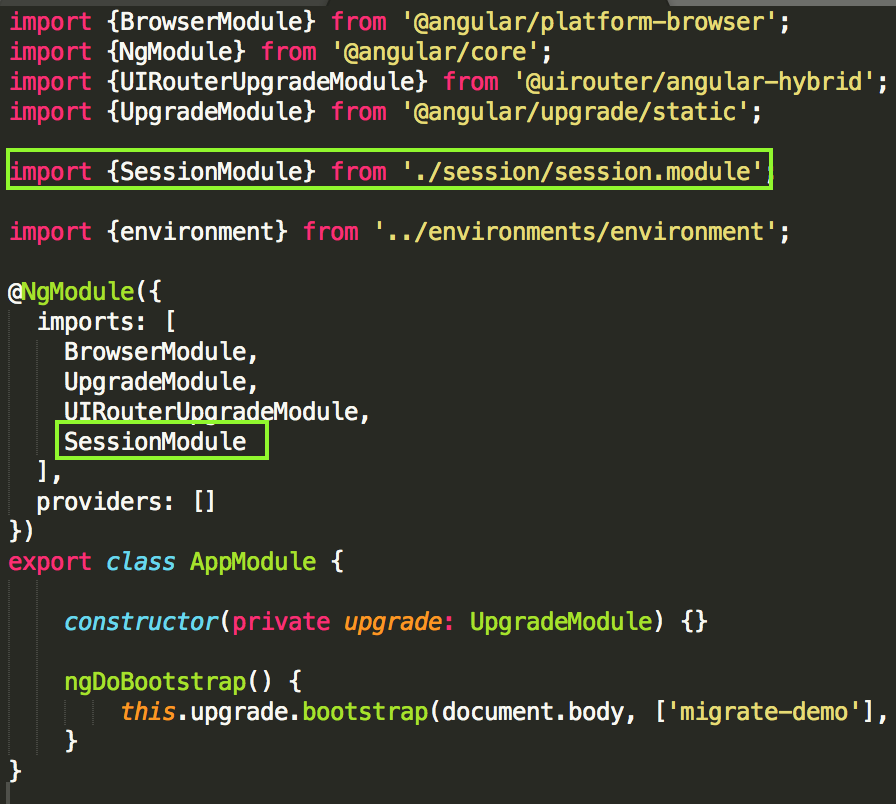 import {BrowserModule} from '@angular/platform-browser';
import {NgModule} from '@angular/core';
import {UIRouterUpgradeModule} from '@uirouter/angular-hybrid';
import {UpgradeModule} from '@angular/upgrade/static';
import {SessionModule} from './session/session.module';
import {environment} from '../environments/environment';
@NgModule({
imports: [
BrowserModule,
UpgradeModule,
UIRouterUpgradeModule,
SessionModule
],
providers: []
})
export class AppModule {
constructor(private upgrade: UpgradeModule) {}
ngDoBootstrap() {
this.upgrade.bootstrap(document.body, ['migrate-demo'],
}
}